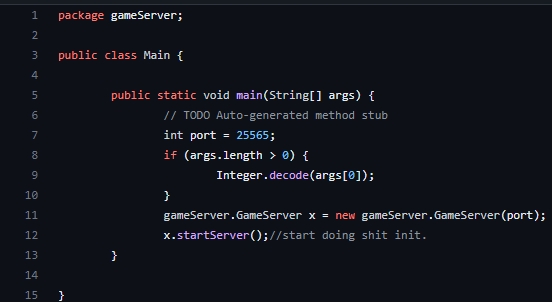 1 package gameServer;
2
3 public class Main {
4
5 public static void main(String[] args) {
6 // TODO Auto-generated method stub
7 int port = 25565;
8 if (args.length > 0) {
9 Integer.decode(args[0]);
10 }
11 gameServer.GameServer x = new gameServer.GameServer(port);
12 x.startServer();//start doing shit init.
13 }
14
15 }